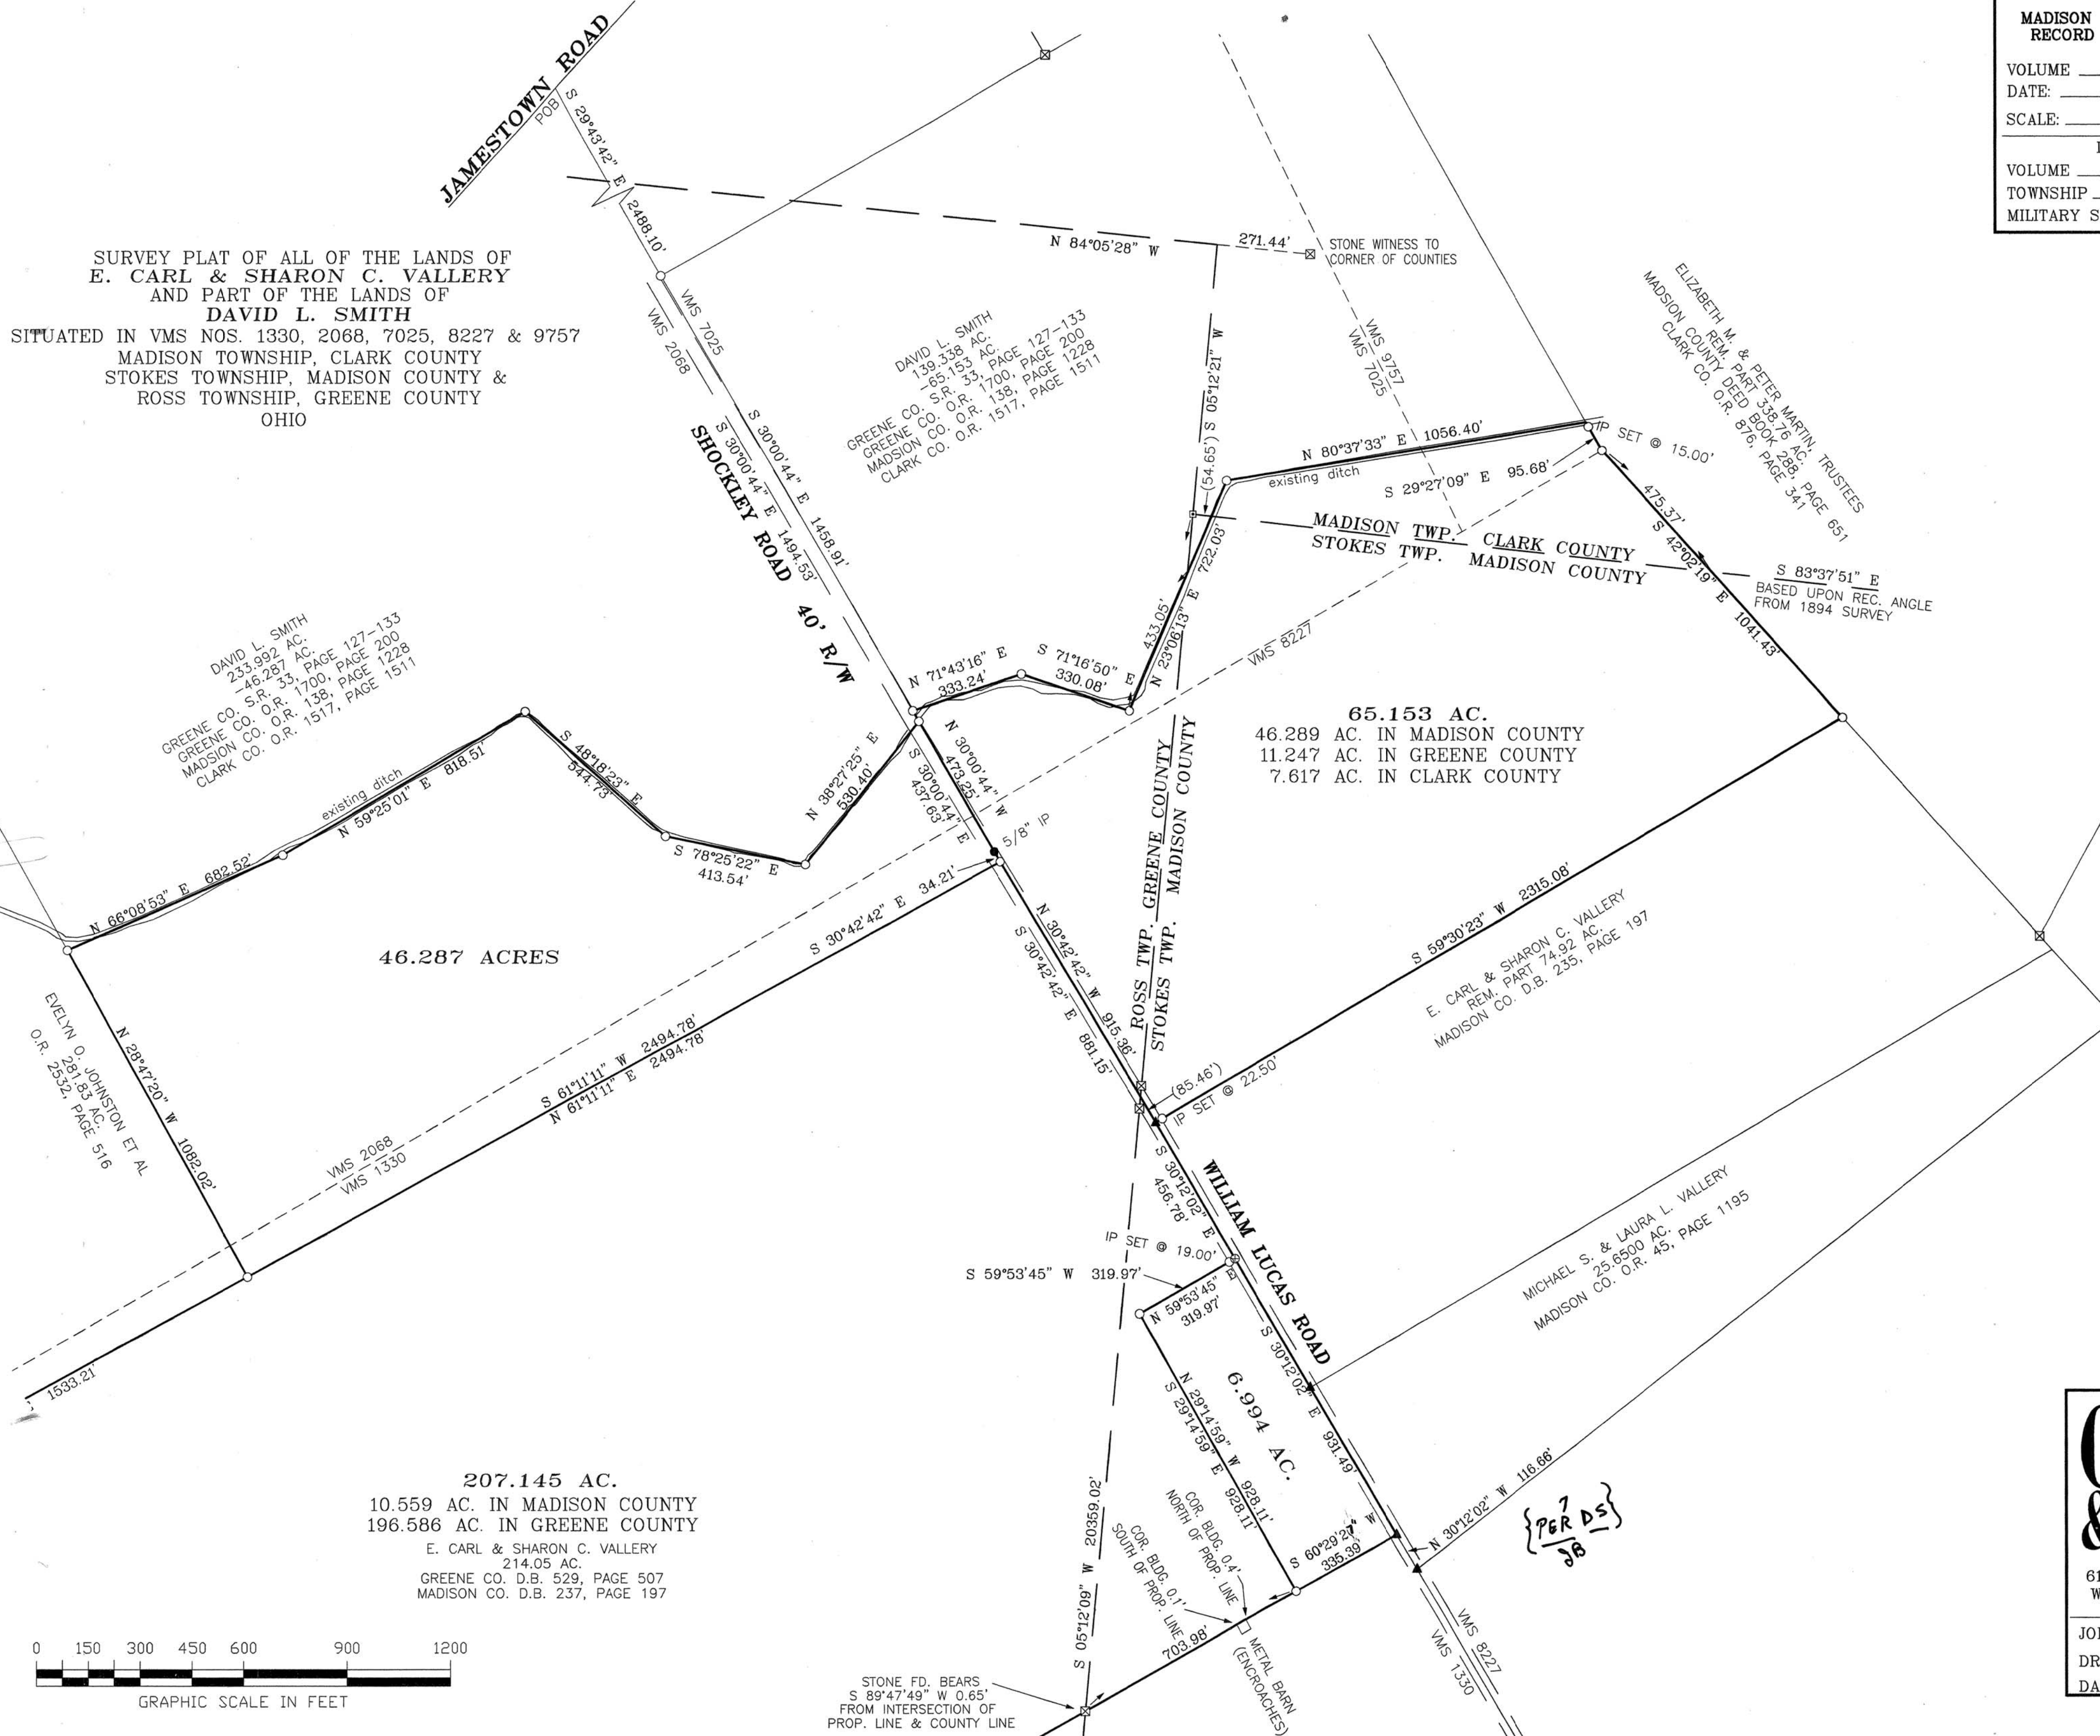 JAMESTOWN ROAD
POB
S 29°43'42" E
2488.10'
MADISON
RECORD
VOLUME
DATE:
SCALE:
VOLUME
TOWNSHIP
MILITARY S
SURVEY PLAT OF ALL OF THE LANDS OF
E. CARL & SHARON C. VALLERY
AND PART OF THE LANDS OF
DAVID L. SMITH
SITUATED IN VMS NOS. 1330, 2068, 7025, 8227 & 9757
MADISON TOWNSHIP, CLARK COUNTY
STOKES TOWNSHIP, MADISON COUNTY &
ROSS TOWNSHIP, GREENE COUNTY
OHIO
N 84°05'28" W
271.44'
STONE WITNESS TO
CORNER OF COUNTIES
VMS 7025
VMS 2068
DAVID L. SMITH
139.338 AC.
-65.153 AC.
GREENE CO. S.R. 33, PAGE 127-133
GREENE CO. O.R. 1700, PAGE 200
MADSION CO. O.R. 138, PAGE 1228
CLARK CO. O.R. 1517, PAGE 1511
(54.65') S 05°12'21" W
VMS 9757
VMS 7025
ELIZABETH M. & PETER MARTIN, TRUSTEES
REM. PART 338.76 AC.
MADSION COUNTY DEED BOOK 288, PAGE 651
CLARK CO. O.R. 876, PAGE 341
S 30°00'44" E 1458.91'
S 30°00'44" E 1494.53'
SHOCKLEY ROAD 40' R/W
N 80°37'33" E 1056.40'
existing ditch
IP SET @ 15.00'
S 29°27'09" E 95.68'
475.37'
S 42°02'19" E 1041.43'
MADISON TWP. CLARK COUNTY
STOKES TWP. MADISON COUNTY
S 83°37'51" E
BASED UPON REC. ANGLE
FROM 1894 SURVEY
433.05'
N 23°06'13" E 722.03'
VMS 8227
DAVID L. SMITH
233.992 AC.
-46.287 AC.
GREENE CO. S.R. 33, PAGE 127-133
GREENE CO. O.R. 1700, PAGE 200
MADSION CO. O.R. 138, PAGE 1228
CLARK CO. O.R. 1517, PAGE 1511
N 71°43'16" E
333.24'
S 71°16'50" E
330.08'
65.153 AC.
46.289 AC. IN MADISON COUNTY
11.247 AC. IN GREENE COUNTY
7.617 AC. IN CLARK COUNTY
existing ditch
N 59°25'01" E 818.51'
S 48°18'23" E
544.73'
N 38°27'25" E
530.40'
S 78°25'22" E
413.54'
N 66°08'53" E 682.52'
N 30°00'44" W
473.25'
S 30°00'44" E
437.63'
5/8" IP
34.21'
S 30°42'42" E
46.287 ACRES
N 30°42'42" W 915.36'
S 30°42'42" E 881.15'
ROSS TWP. GREENE COUNTY
STOKES TWP. MADISON COUNTY
S 59°30'23" W 2315.08'
E. CARL & SHARON C. VALLERY
REM. PART 74.92 AC.
MADISON CO. D.B. 235, PAGE 197
EVELYN O. JOHNSTON ET AL
281.83 AC.
O.R. 2532, PAGE 516
N 28°47'20" W 1082.02'
S 61°11'11" W 2494.78'
N 61°11'11" E 2494.78'
VMS 2068
VMS 1330
(85.46')
IP SET @ 22.50'
S 30°12'02" E
456.78'
WILLIAM LUCAS ROAD
IP SET @ 19.00'
S 59°53'45" W 319.97'
N 59°53'45" E
319.97'
MICHAEL S. & LAURA L. VALLERY
25.6500 AC.
MADISON CO. O.R. 45, PAGE 1195
S 30°12'02" E 931.49'
6.994 AC.
N 29°14'59" W 928.11'
S 29°14'59" E 928.11'
1533.21'
207.145 AC.
10.559 AC. IN MADISON COUNTY
196.586 AC. IN GREENE COUNTY
E. CARL & SHARON C. VALLERY
214.05 AC.
GREENE CO. D.B. 529, PAGE 507
MADISON CO. D.B. 237, PAGE 197
S 05°12'09" W 20359.02'
COR. BLDG. 0.4'
NORTH OF PROP. LINE
COR. BLDG. 0.1'
SOUTH OF PROP. LINE
S 60°29'27" W
335.39'
N 30°12'02" W 116.66'
{PER DS}
703.98'
METAL BARN
(ENCROACHES)
VMS 8227
VMS 1330
STONE FD. BEARS
S 89°47'49" W 0.65'
FROM INTERSECTION OF
PROP. LINE & COUNTY LINE
0 150 300 450 600 900 1200
GRAPHIC SCALE IN FEET
&
61
W
JO
DR
DA